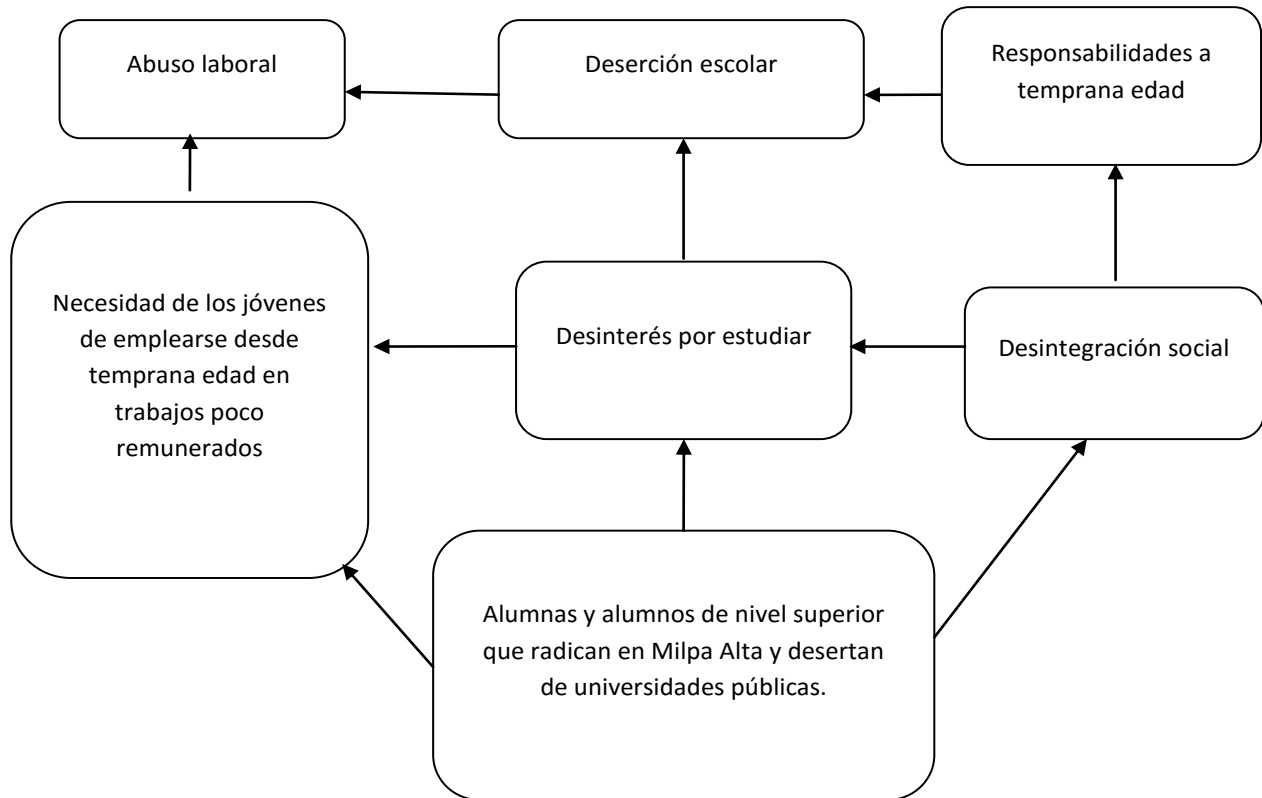 Abuso laboral
Deserción escolar
Responsabilidades a
temprana edad
Necesidad de los jóvenes
de emplearse desde
temprana edad en
trabajos poco
remunerados
Desinterés por estudiar
Desintegración social
Alumnas y alumnos de nivel superior
que radican en Milpa Alta y desertan
de universidades públicas.